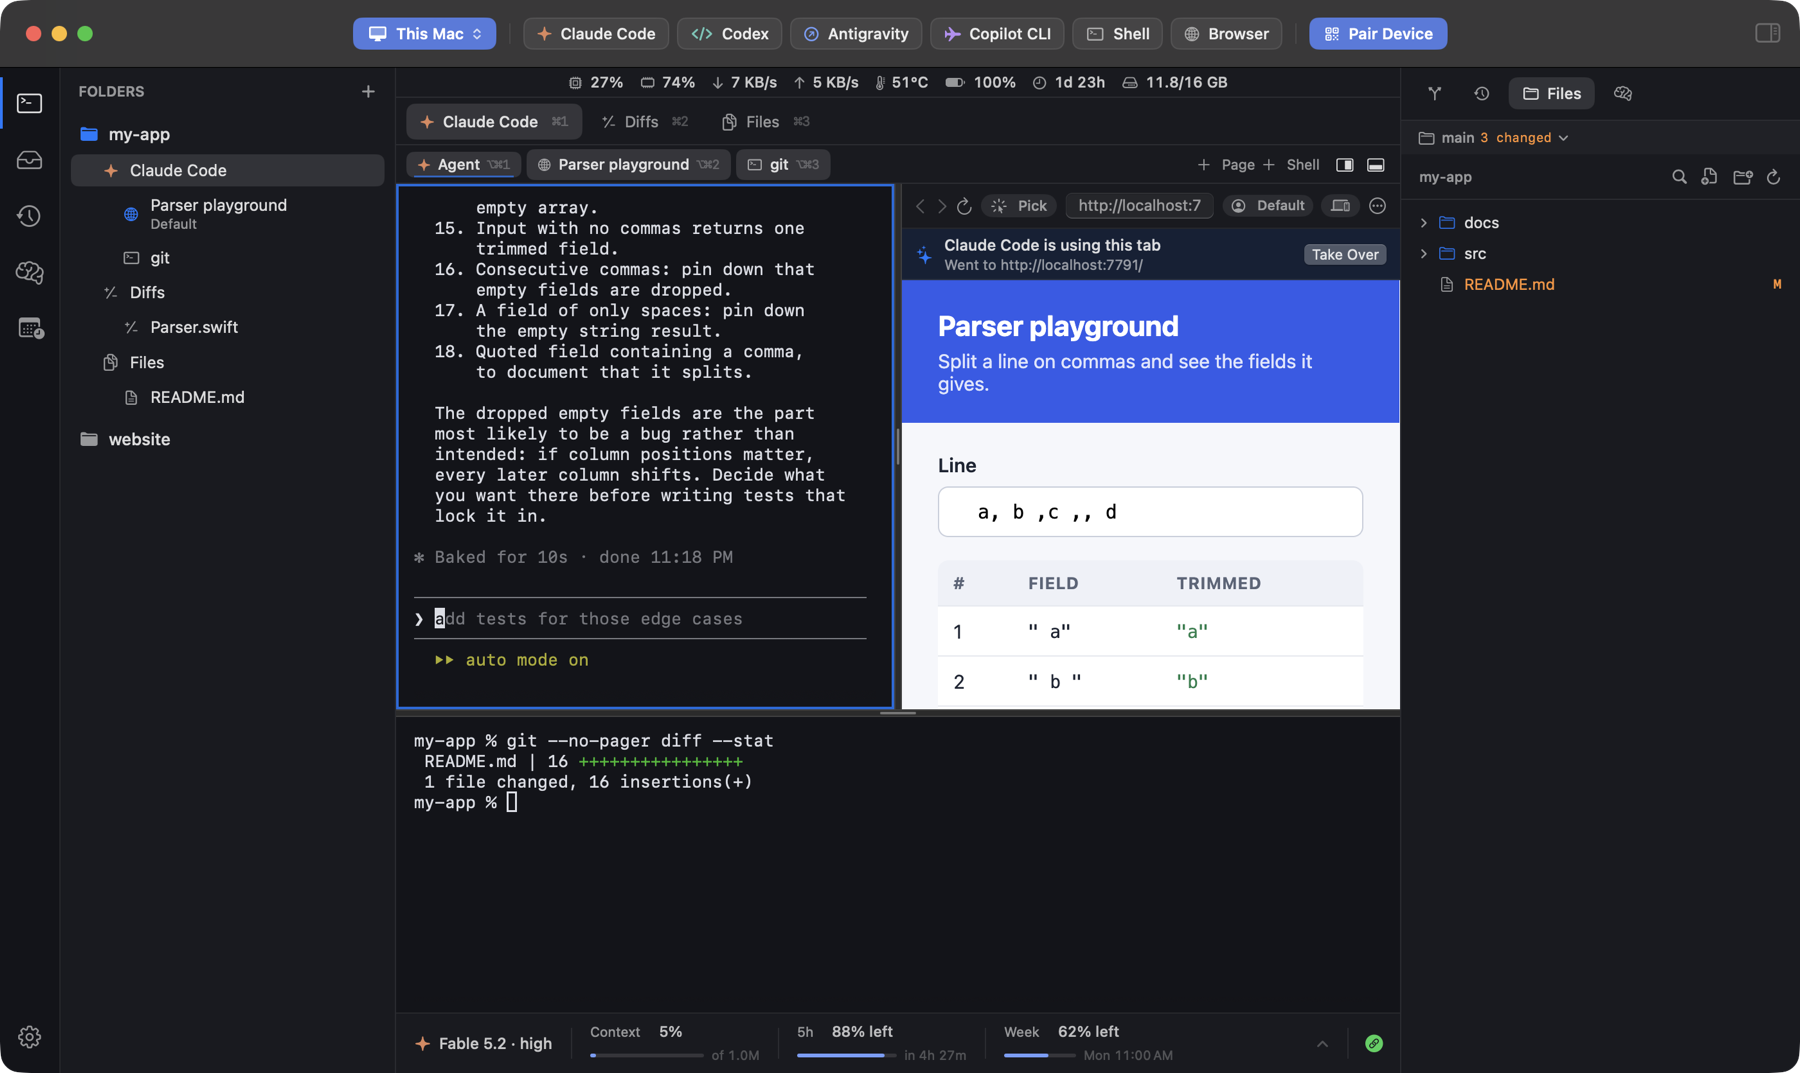 This Mac
Claude Code
Codex
Antigravity
Copilot CLI
Shell
Browser
Pair Device
FOLDERS
my-app
Claude Code
Parser playground
Default
git
Diffs
Parser.swift
Files
README.md
website
27% 74% ↓ 7 KB/s ↑ 5 KB/s 51°C 100% 1d 23h 11.8/16 GB
Claude Code ⌘1 Diffs ⌘2 Files ⌘3
Agent ⌥⌘1 Parser playground ⌥⌘2 git ⌥⌘3 + Page + Shell
empty array.
15. Input with no commas returns one
trimmed field.
16. Consecutive commas: pin down that
empty fields are dropped.
17. A field of only spaces: pin down
the empty string result.
18. Quoted field containing a comma,
to document that it splits.
The dropped empty fields are the part
most likely to be a bug rather than
intended: if column positions matter,
every later column shifts. Decide what
you want there before writing tests that
lock it in.
✻ Baked for 10s · done 11:18 PM
❯ add tests for those edge cases
▸▸ auto mode on
Pick http://localhost:7 Default
Claude Code is using this tab
Went to http://localhost:7791/
Take Over
Parser playground
Split a line on commas and see the fields it
gives.
Line
a, b ,c ,, d
# FIELD TRIMMED
1 " a" "a"
2 " b " "b"
my-app % git --no-pager diff --stat
README.md | 16 ++++++++++++++++
1 file changed, 16 insertions(+)
my-app %
Fable 5.2 · high
Context 5%
of 1.0M
5h 88% left
in 4h 27m
Week 62% left
Mon 11:00 AM
Files
main 3 changed
my-app
docs
src
README.md M